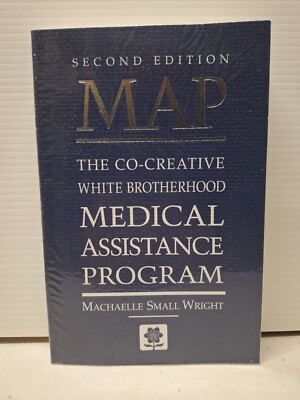 SECOND EDITION
MAP
THE CO-CREATIVE
WHITE BROTHERHOOD
MEDICAL
ASSISTANCE
PROGRAM
MACHAELLE SMALL WRIGHT